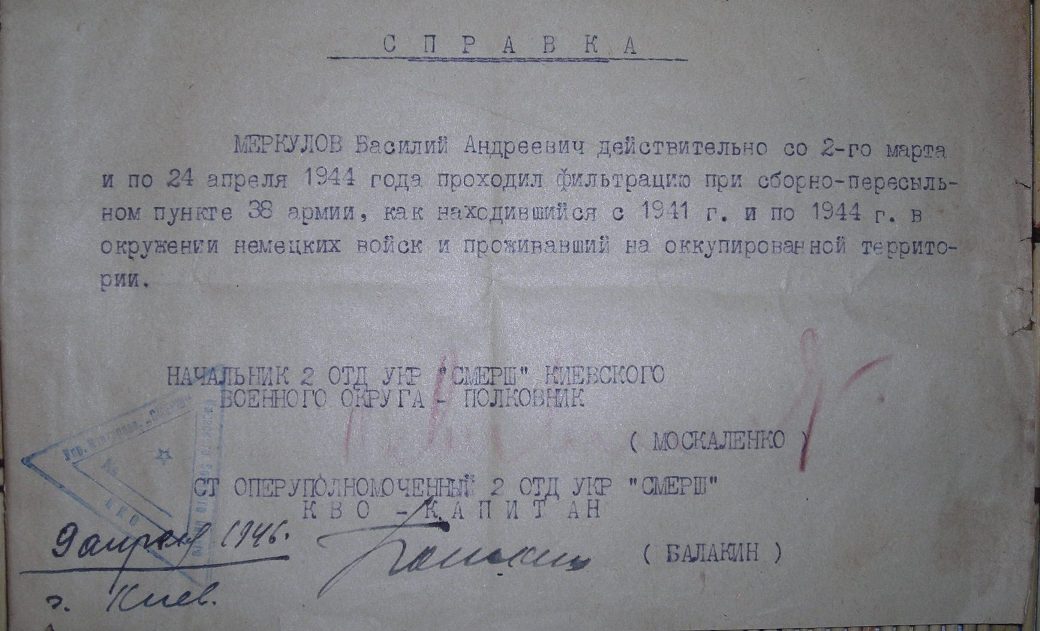 СПРАВКА
МЕРКУЛОВ Василий Андреевич действительно со 2-го марта
и по 24 апреля 1944 года проходил фильтрацию при сборно-пересыль-
ном пункте 38 армии, как находившийся с 1941 г. и по 1944 г. в
окружении немецких войск и проживавший на оккупированной террито-
рии.
НАЧАЛЬНИК 2 ОТД УКР "СМЕРШ" КИЕВСКОГО
ВОЕННОГО ОКРУГА - ПОЛКОВНИК
( МОСКАЛЕНКО )
СТ ОПЕРУПОЛНОМОЧЕННЫЙ 2 ОТД УКР "СМЕРШ"
КВО - КАПИТАН
( БАЛАКИН )
9 апреля 1946.
г. Киев.